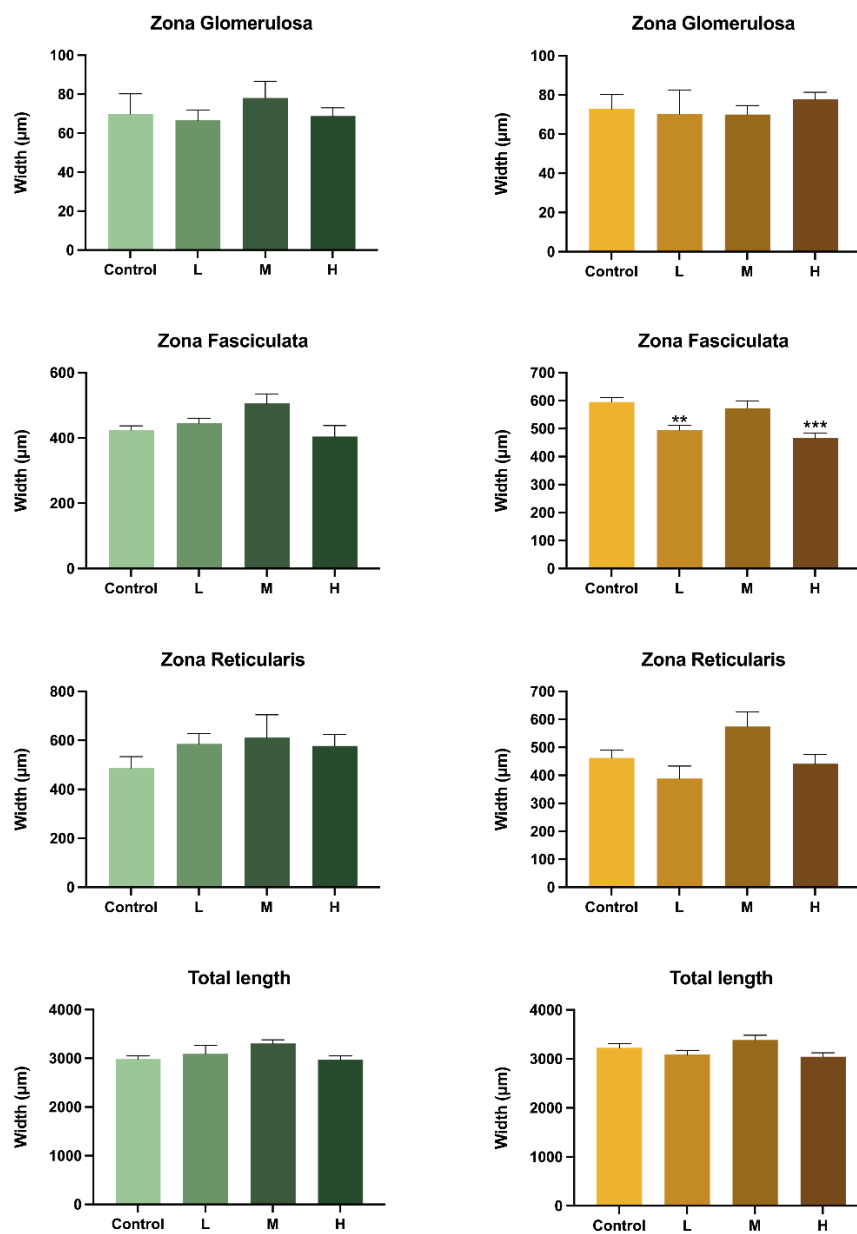 Zona Glomerulosa
Width (µm)
100
80
60
40
20
0
Control L M H
Zona Glomerulosa
Width (µm)
100
80
60
40
20
0
Control L M H
Zona Fasciculata
Width (µm)
600
400
200
0
Control L M H
Zona Fasciculata
Width (µm)
700
600
500
400
300
200
100
0
** ***
Control L M H
Zona Reticularis
Width (µm)
800
600
400
200
0
Control L M H
Zona Reticularis
Width (µm)
700
600
500
400
300
200
100
0
Control L M H
Total length
Width (µm)
4000
3000
2000
1000
0
Control L M H
Total length
Width (µm)
4000
3000
2000
1000
0
Control L M H